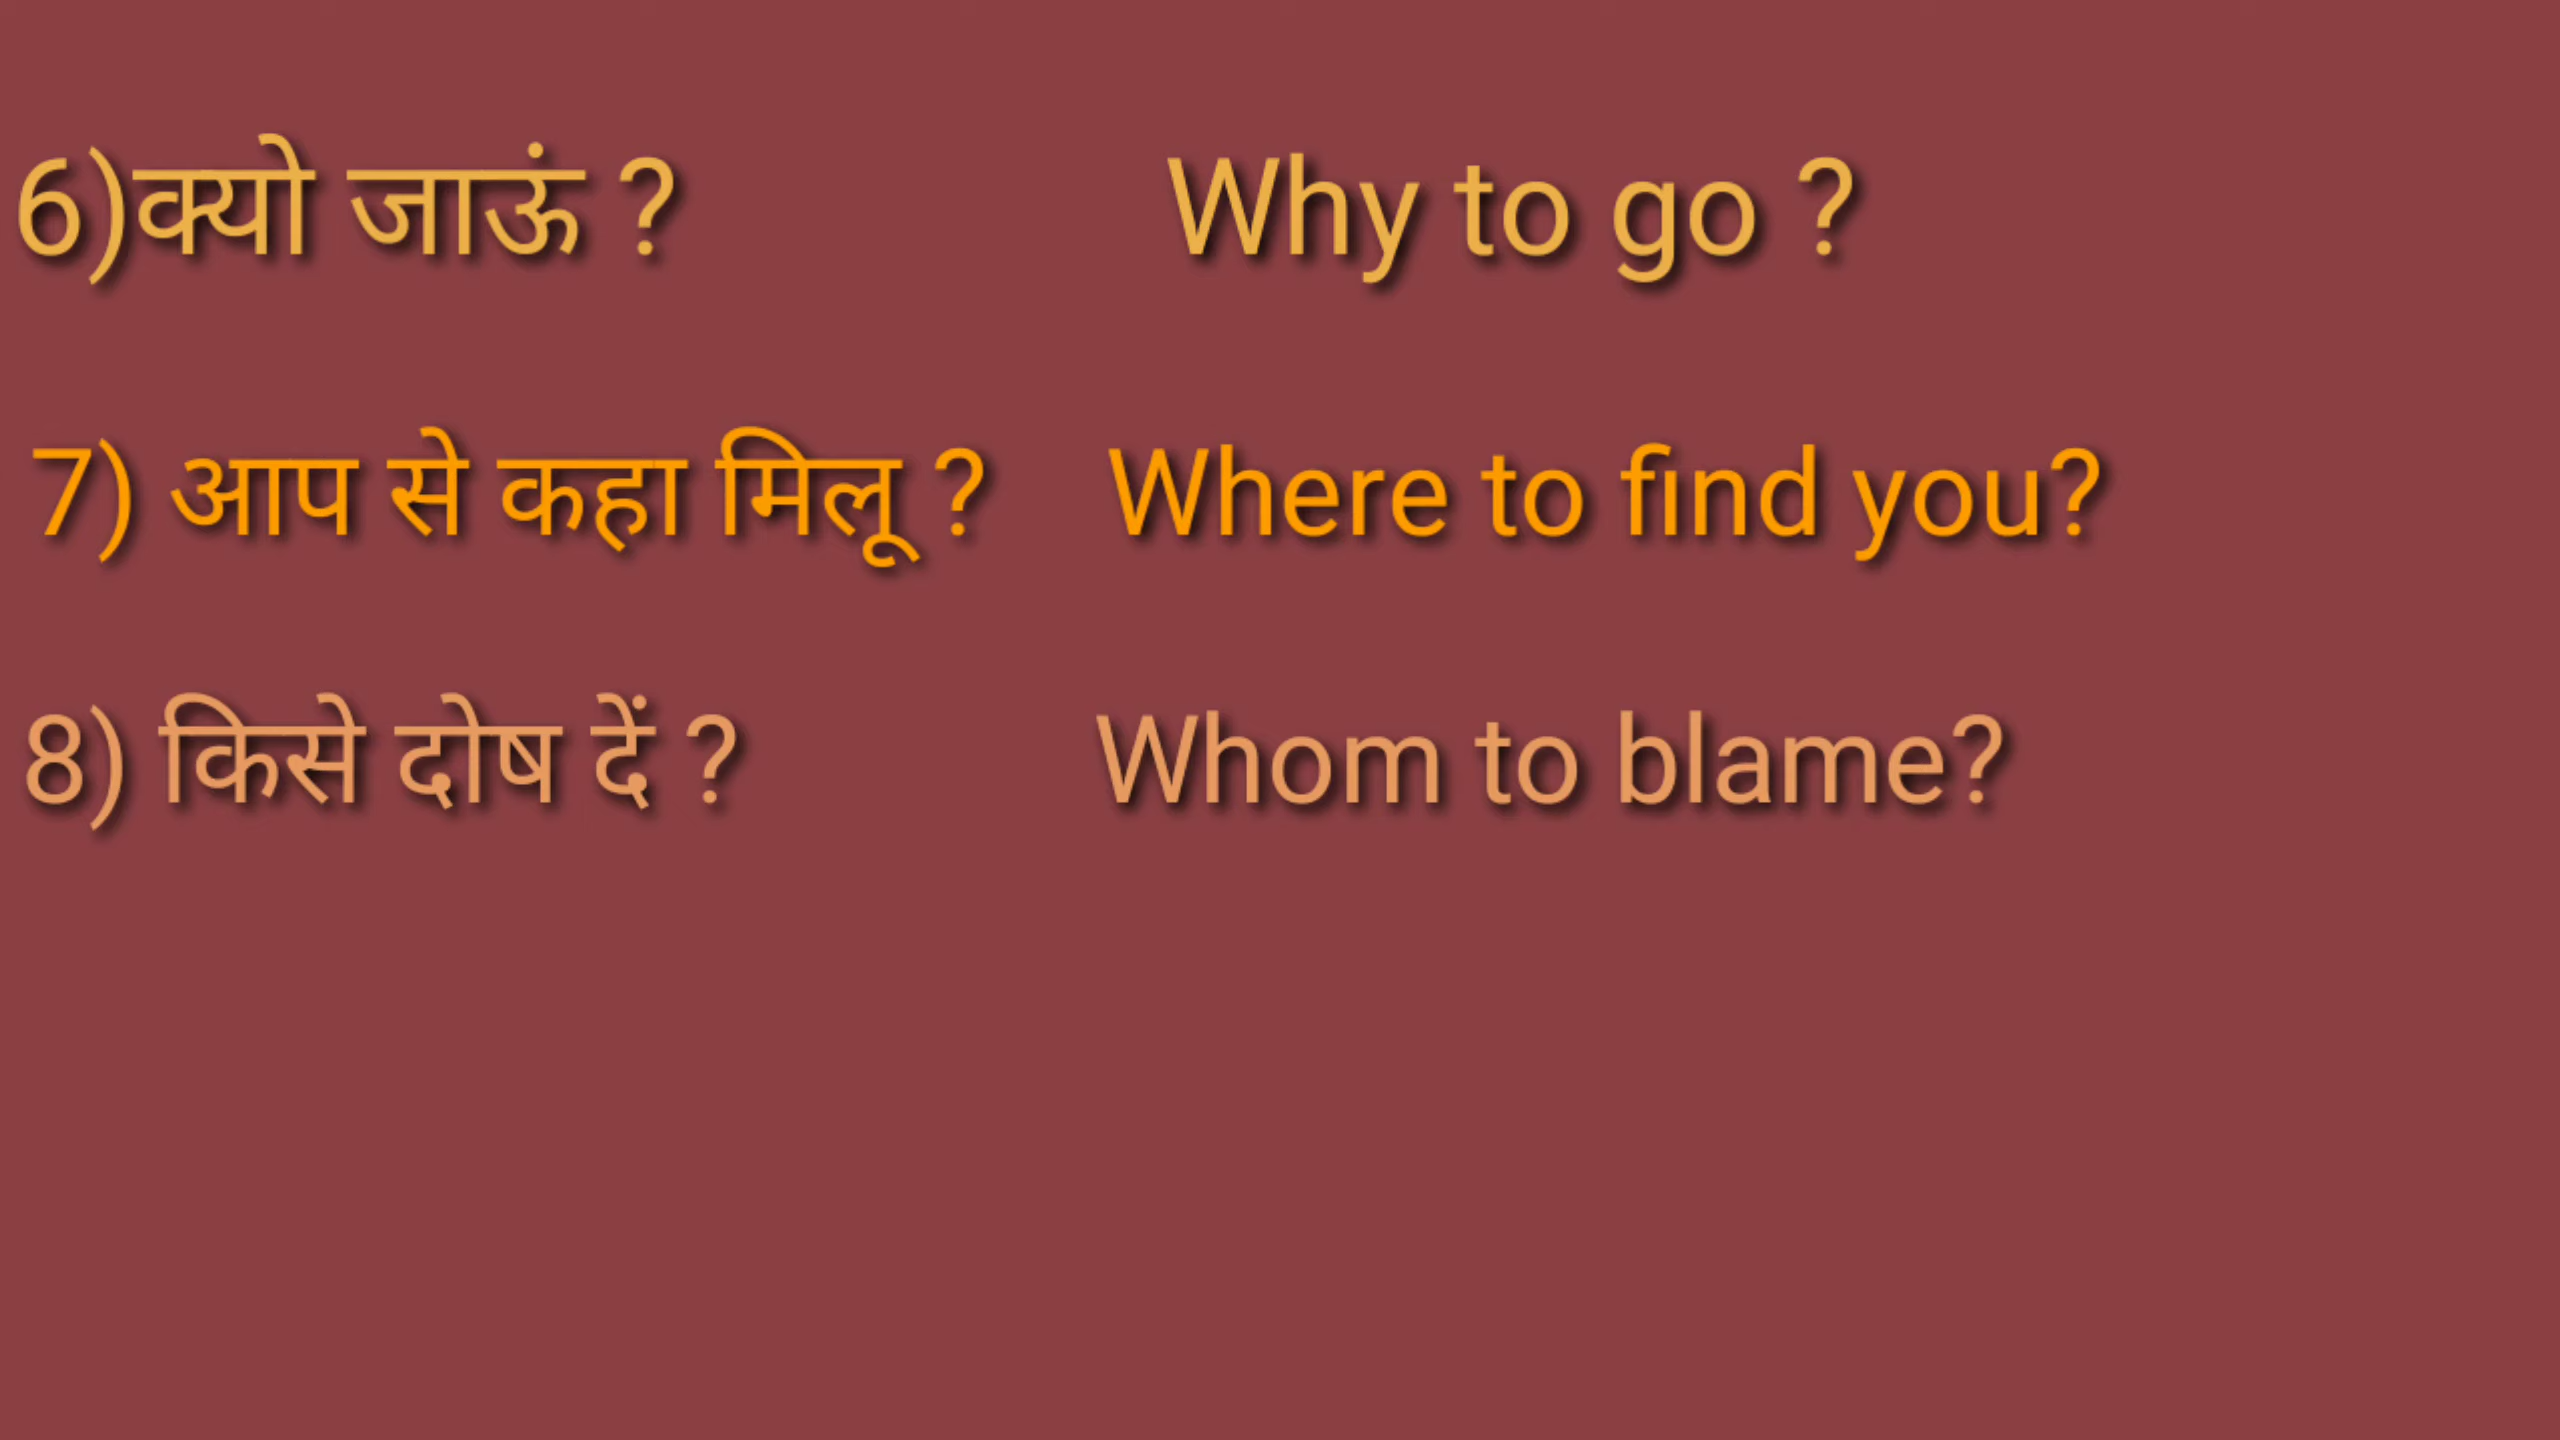 6)क्यो जाऊं ? Why to go ?
7) आप से कहा मिलू ? Where to find you?
8) किसे दोष दें ? Whom to blame?